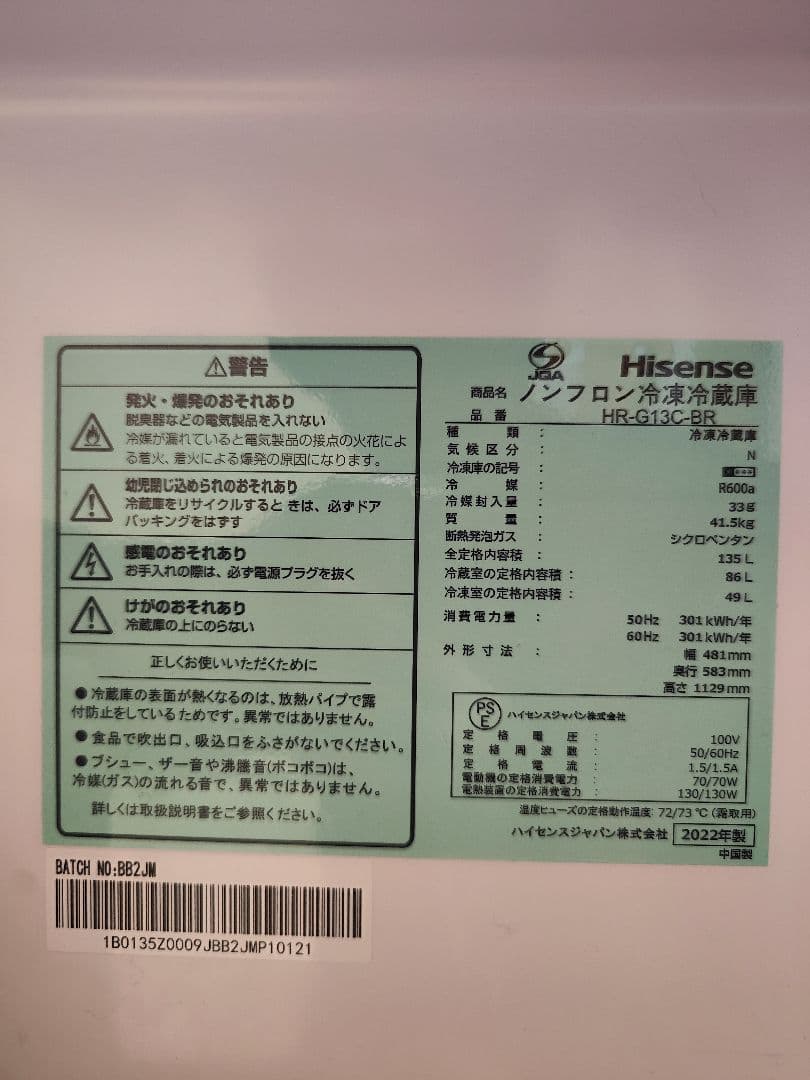 警告
発火・爆発のおそれあり
脱臭器などの電気製品を入れない
冷媒が漏れていると電気製品の接点の火花によ
る着火、着火による爆発の原因になります。
幼児閉じ込められのおそれあり
冷蔵庫をリサイクルすると きは、必ずドア
パッキングをはずす
感電のおそれあり
お手入れの際は、必ず電源プラグを抜く
けがのおそれあり
冷蔵庫の上にのらない
正しくお使いいただくために
●冷蔵庫の表面が熱くなるのは、放熱パイプで露
付防止をしているためです。異常ではありません。
●食品で吹出口、吸込口をふさがないでください。
●プシュー、ザー音や沸騰音(ボコボコ)は、
冷媒(ガス)の流れる音で、異常ではありません。
詳しくは取扱説明書をご参照ください。
JQA Hisense
商品名 ノンフロン冷凍冷蔵庫
品番 HR-G13C-BR
種類 : 冷凍冷蔵庫
気候区分 : N
冷凍庫の記号 :
冷媒 : R600a
冷媒封入量 : 33g
質量 : 41.5kg
断熱発泡ガス : シクロペンタン
全定格内容積 : 135L
冷蔵室の定格内容積 : 86L
冷凍室の定格内容積 : 49L
消費電力量 : 50Hz 301kWh/年
60Hz 301kWh/年
外形寸法 : 幅 481mm
奥行 583mm
高さ 1129mm
PSE ハイセンスジャパン株式会社
定格電圧 : 100V
定格周波数 : 50/60Hz
定格電流 : 1.5/1.5A
電動機の定格消費電力 : 70/70W
電熱装置の定格消費電力 : 130/130W
温度ヒューズの定格動作温度: 72/73℃(霜取用)
ハイセンスジャパン株式会社 2022年製
中国製
BATCH NO:BB2JM
1B0135Z0009JBB2JMP10121